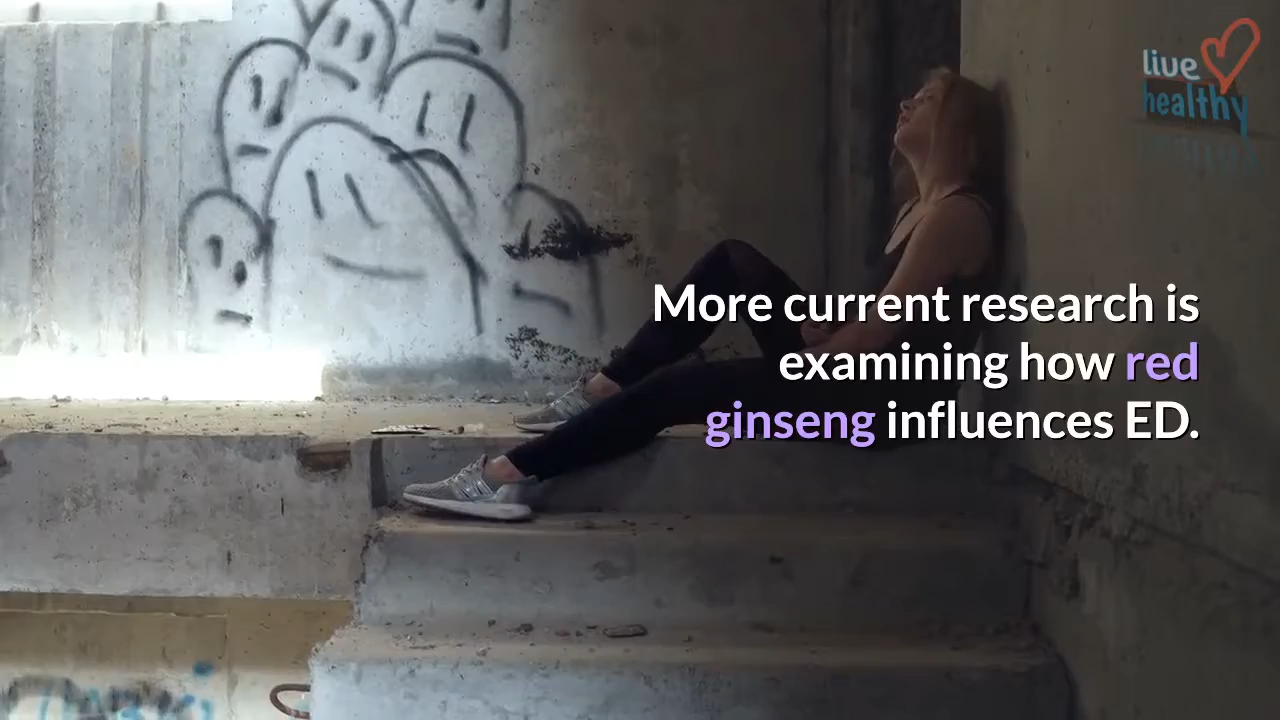 live
healthy
More current research is
examining how red
ginseng influences ED.